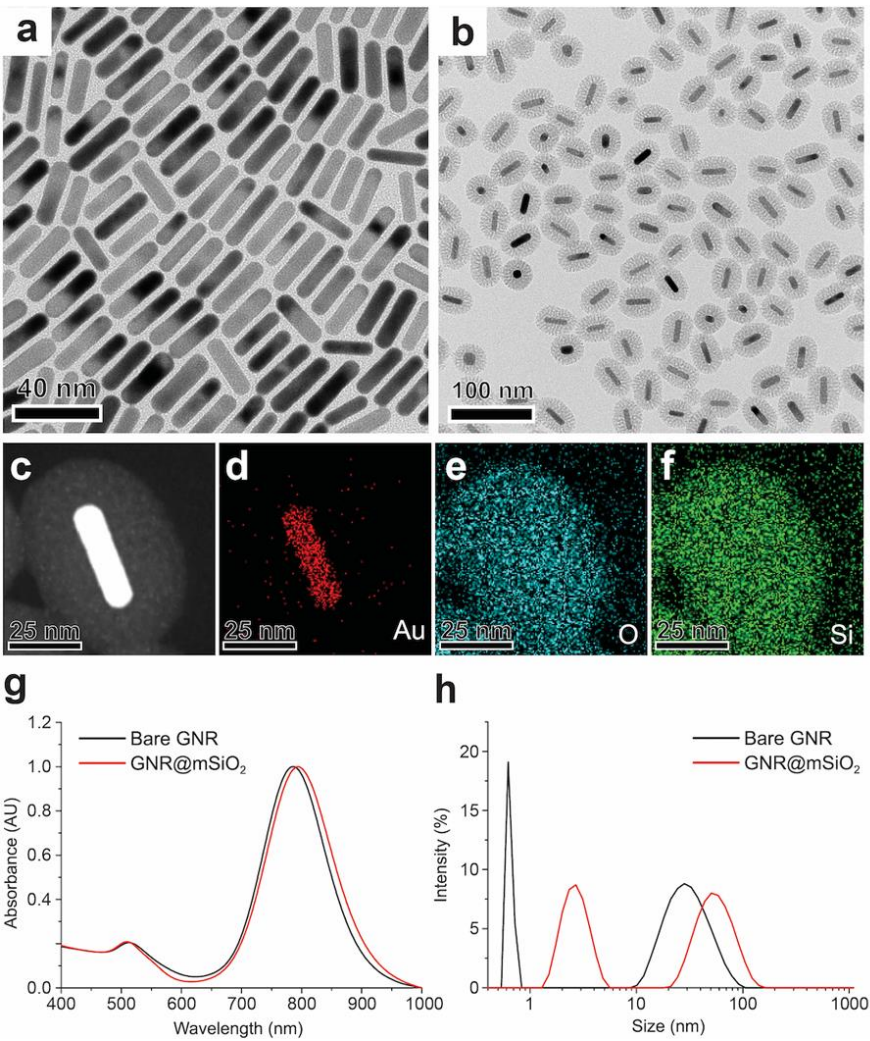 a
b
40 nm
100 nm
c
d
e
f
25 nm
25 nm
Au
25 nm
O
25 nm
Si
g
h
1.2
1.0
0.8
0.6
0.4
0.0
Bare GNR
GNR@mSiO₂
Absorbance (AU)
400
500
600
700
800
900
1000
Wavelength (nm)
20
15
10
5
0
Bare GNR
GNR@mSiO₂
Intensity (%)
1
10
100
1000
Size (nm)